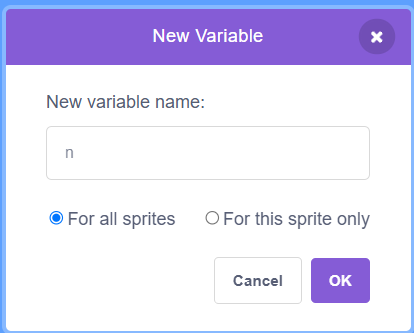 New Variable
New variable name:
n
For all sprites
For this sprite only
Cancel
OK